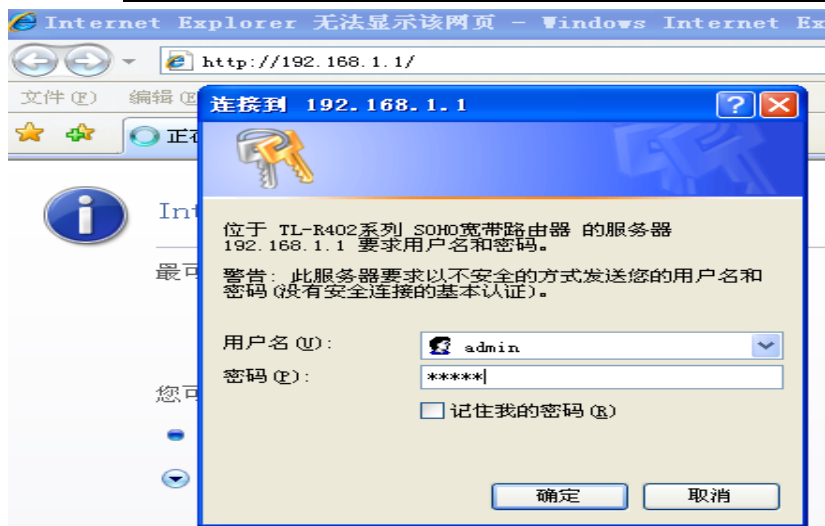 Internet Explorer 无法显示该网页 - Windows Internet Ex
http://192.168.1.1/
文件(F) 编辑(E
连接到 192.168.1.1
正在
Int
位于 TL-R402系列 SOHO宽带路由器 的服务器
192.168.1.1 要求用户名和密码。
最可
警告: 此服务器要求以不安全的方式发送您的用户名和
密码(没有安全连接的基本认证)。
用户名(U): admin
密码(P): *****
您可
记住我的密码(R)
确定 取消